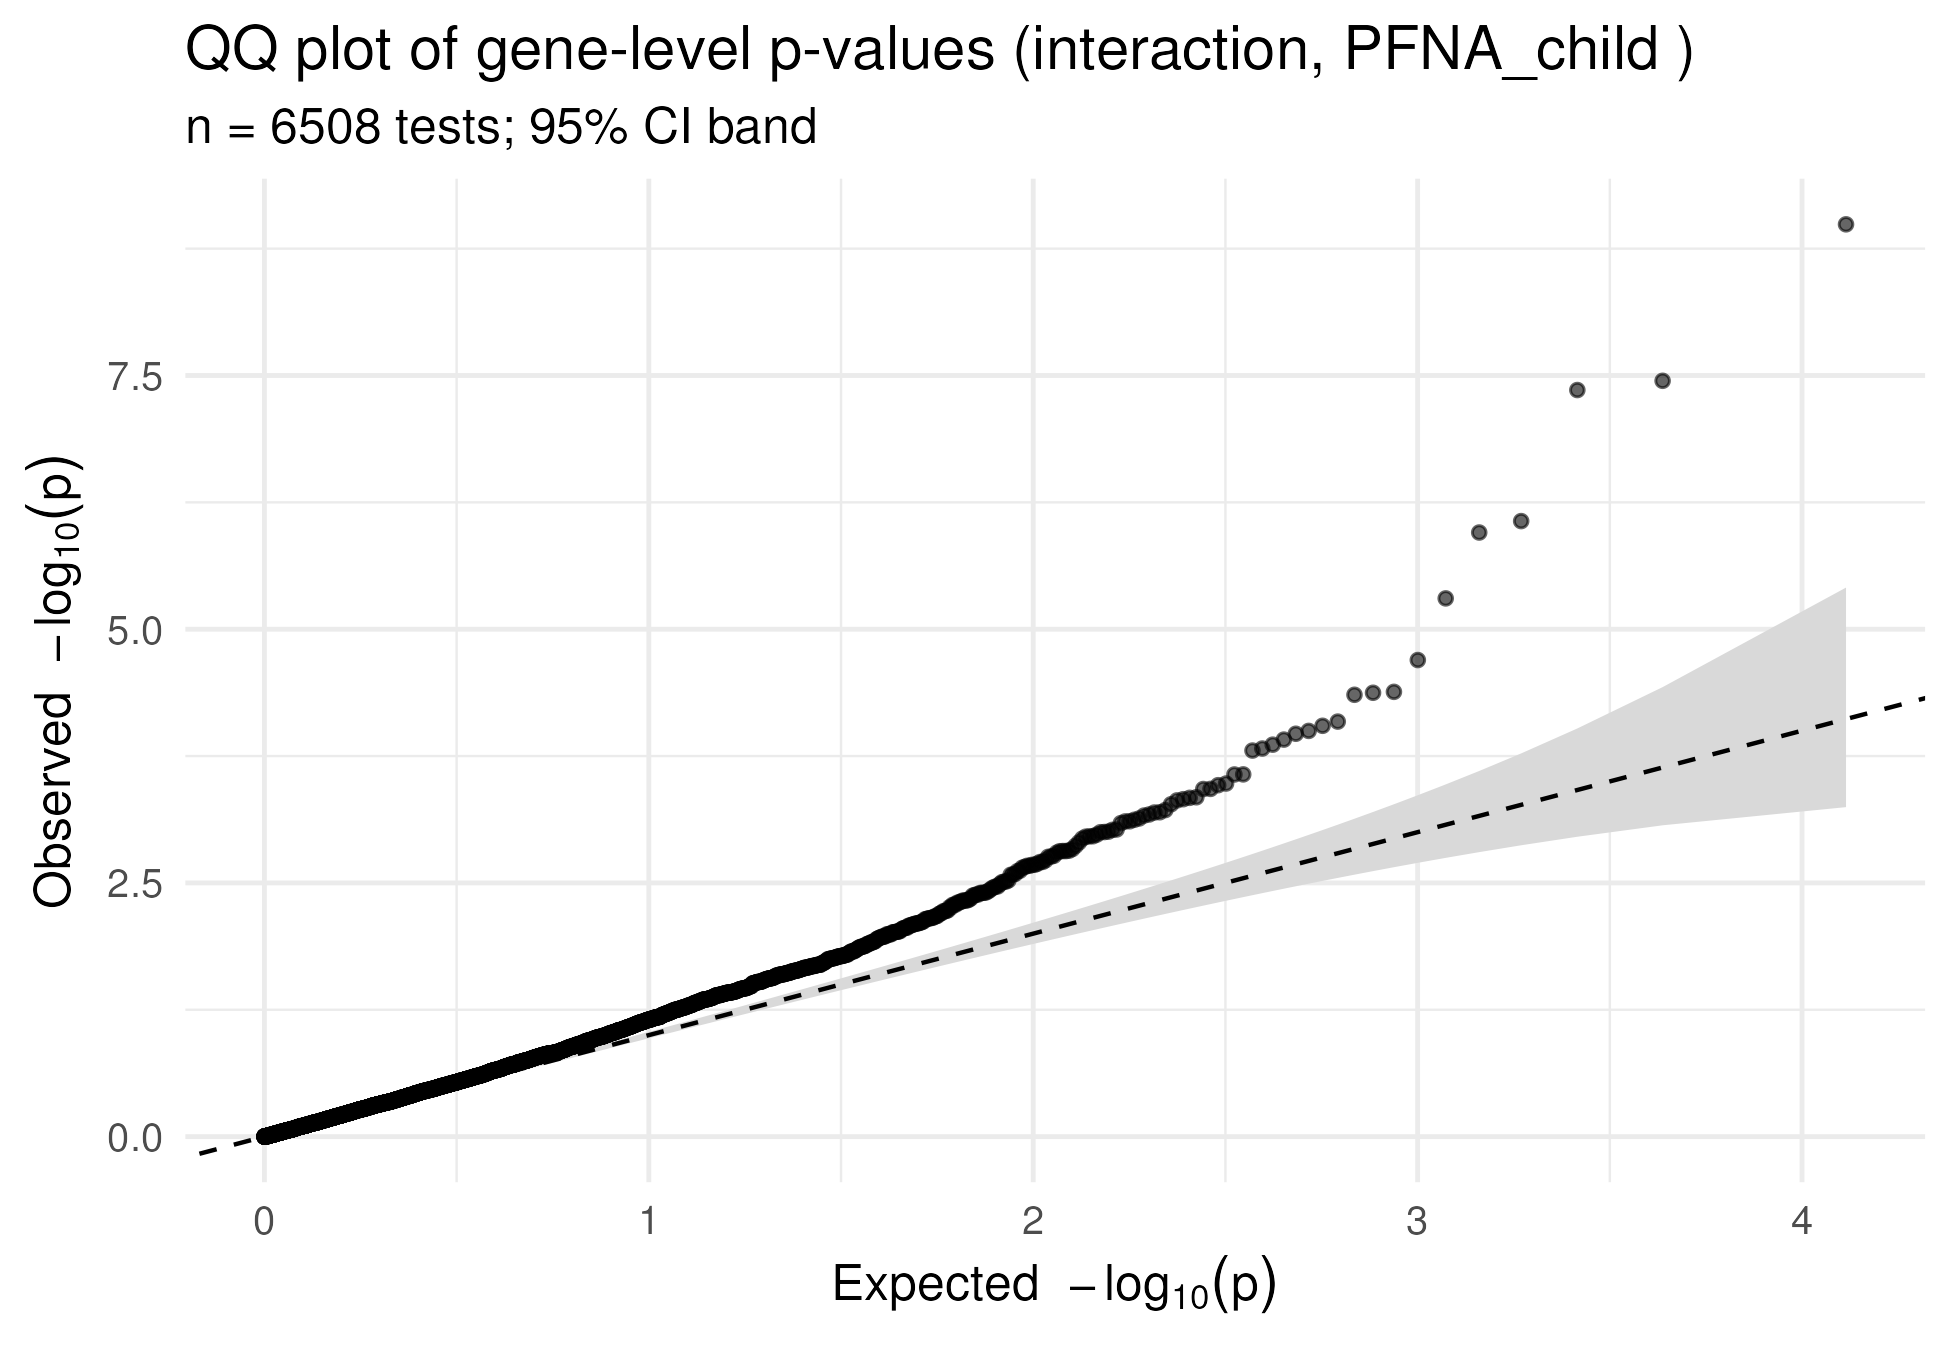 QQ plot of gene-level p-values (interaction, PFNA_child )
n = 6508 tests; 95% CI band
Observed −log10(p)
7.5
5.0
2.5
0.0
0 1 2 3 4
Expected −log10(p)